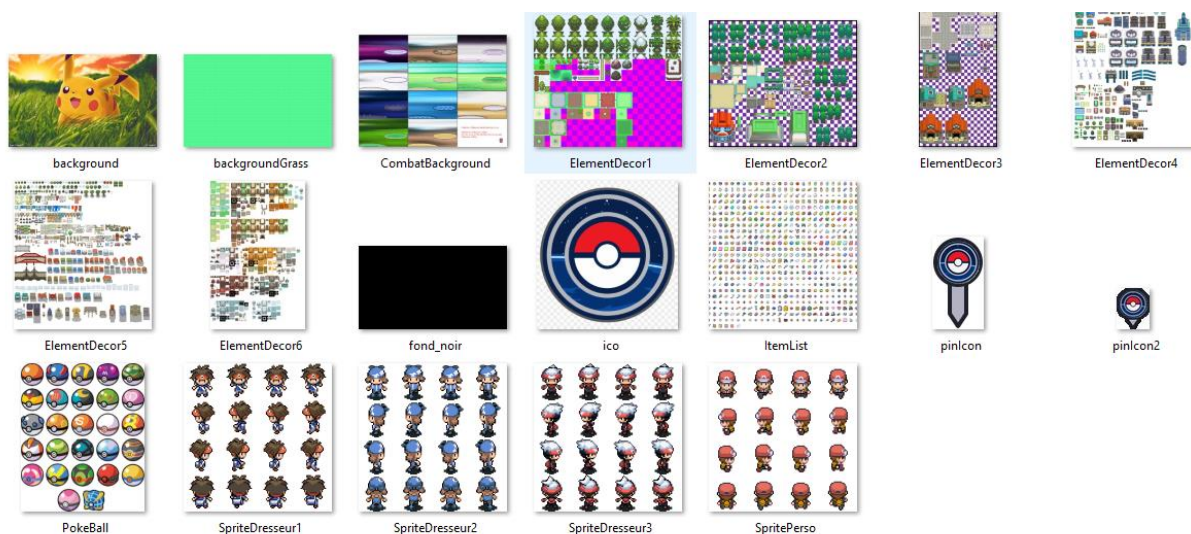 background
backgroundGrass
CombatBackground
ElementDecor1
ElementDecor2
ElementDecor3
ElementDecor4
ElementDecor5
ElementDecor6
fond_noir
ico
ItemList
pinIcon
pinIcon2
PokeBall
SpriteDresseur1
SpriteDresseur2
SpriteDresseur3
SpritePerso